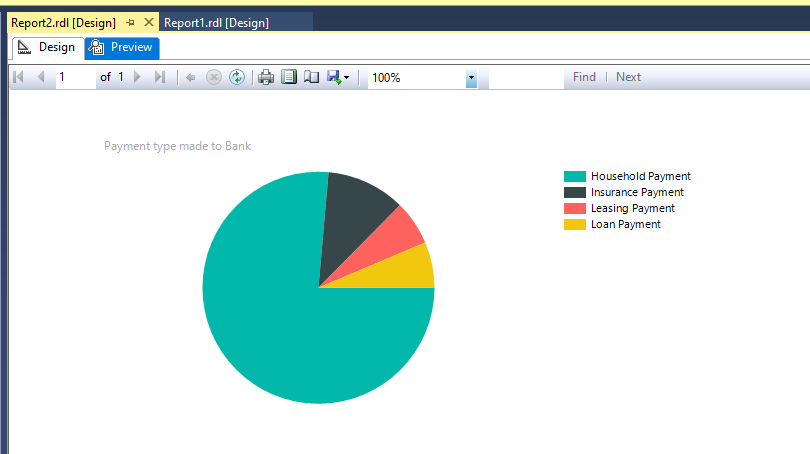 Report2.rdl [Design] Report1.rdl [Design]
Design Preview
1 of 1 100% Find | Next
Payment type made to Bank
Household Payment
Insurance Payment
Leasing Payment
Loan Payment